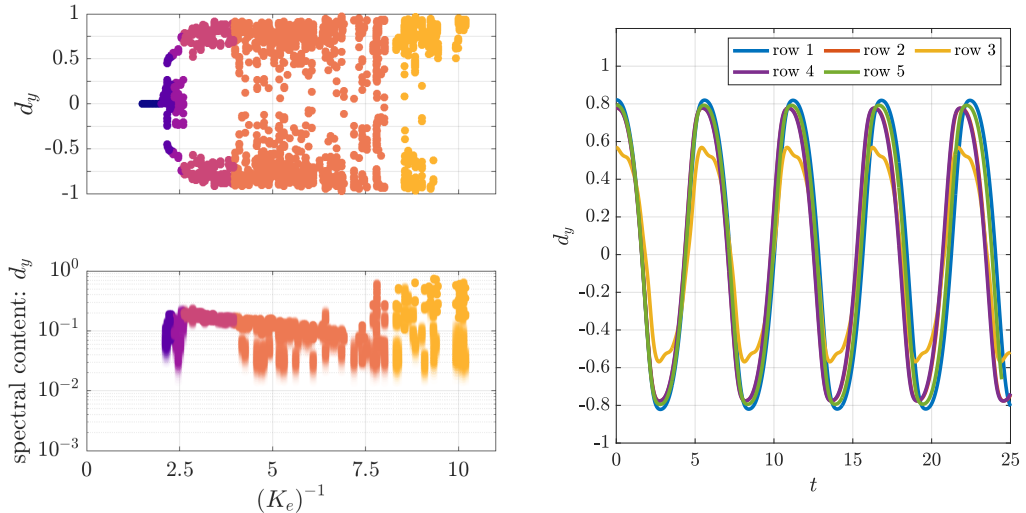 1
0.5
0
-0.5
-1
d_y
10^0
10^{-1}
10^{-2}
10^{-3}
spectral content: d_y
0 2.5 5 7.5 10
(K_e)^{-1}
row 1 row 2 row 3
row 4 row 5
1
0.8
0.6
0.4
0.2
0
-0.2
-0.4
-0.6
-0.8
-1
d_y
0 5 10 15 20 25
t